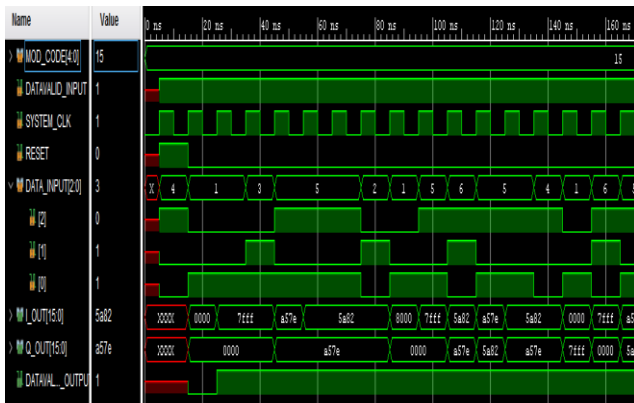 Name Value 0 ns 20 ns 40 ns 60 ns 80 ns 100 ns 120 ns 140 ns 160 ns
MOD_CODE[4:0] 15 15
DATAVALID_INPUT 1
SYSTEM_CLK 1
RESET 0
DATA_INPUT[2:0] 3 X 4 1 3 5 2 1 5 6 5 4 1 6
[2] 0
[1] 1
[0] 1
I_OUT[15:0] 5a82 XXXX 0000 7fff a57e 5a82 8000 7fff 5a82 a57e 5a82 0000 7fff a5
Q_OUT[15:0] a57e XXXX 0000 a57e 0000 a57e 5a82 a57e 7fff 0000 5a
DATAVAL..._OUTPU 1